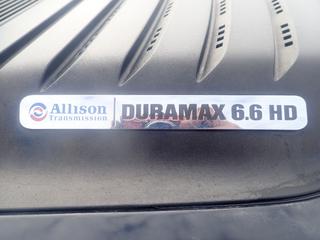 Allison
Transmission
DURAMAX 6.6 HD